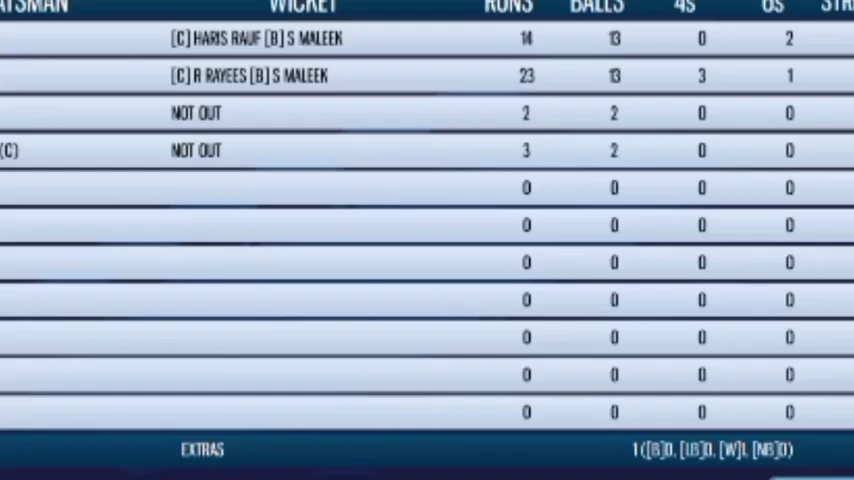 WICKET RUNS BALLS 4S 6S
[C] HARIS RAUF [B] S MALEEK 14 13 0 2
[C] R RAYEES [B] S MALEEK 23 13 3 1
NOT OUT 2 2 0 0
(C) NOT OUT 3 2 0 0
0 0 0 0
0 0 0 0
0 0 0 0
0 0 0 0
0 0 0 0
0 0 0 0
0 0 0 0
EXTRAS 1 ([B]0, [LB]0, [W]1, [NB]0)